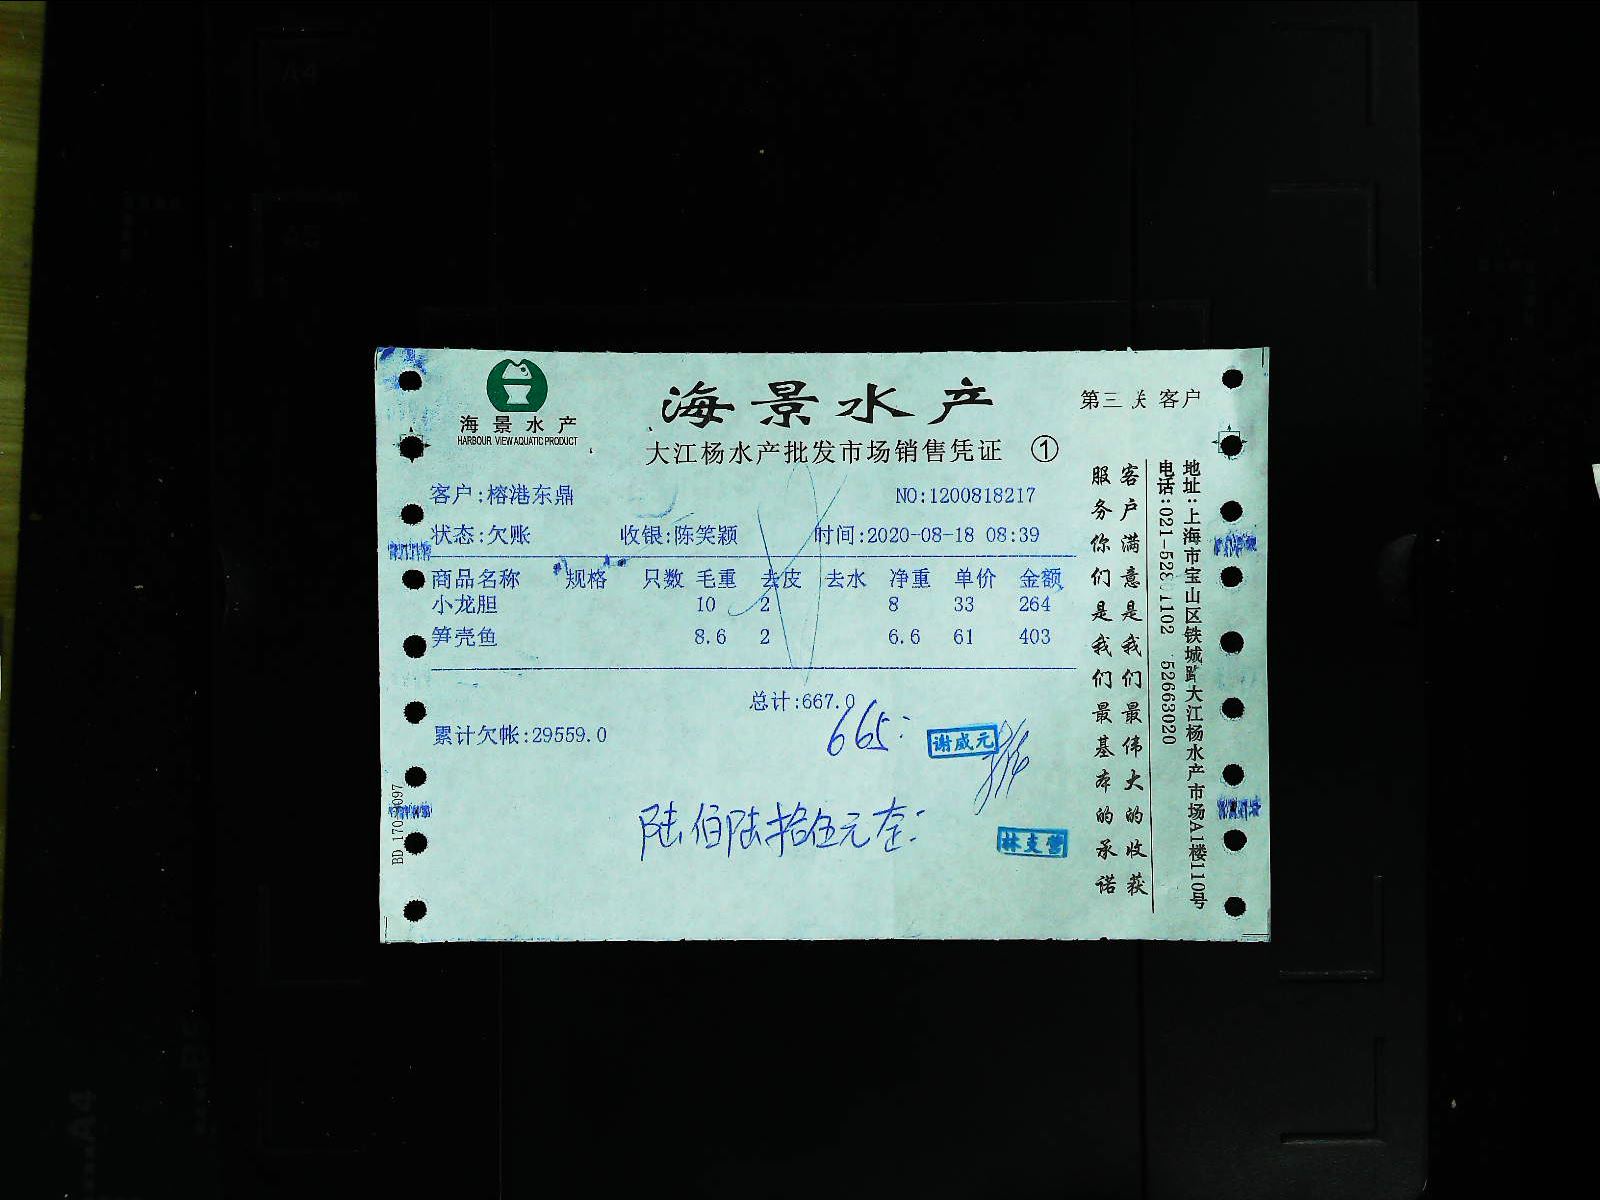 海景水产
HARBOUR VIEW AQUATIC PRODUCT
海景水产
第三 客户
大江杨水产批发市场销售凭证 ①
客户:榕港东鼎
NO:1200818217
状态:欠账 收银:陈笑颖 时间:2020-08-18 08:39
商品名称 规格 只数 毛重 去皮 去水 净重 单价 金额
小龙胆 10 2 8 33 264
笋壳鱼 8.6 2 6.6 61 403
总计:667.0
665:
累计欠帐:29559.0
谢威元
陆佰陆拾伍元
客户满意是我们最伟大的收获
服务你们是我们最基本的承诺
地址:上海市宝山区铁城路大江杨水产市场A1楼110号
电话:021-52 1102 52663020